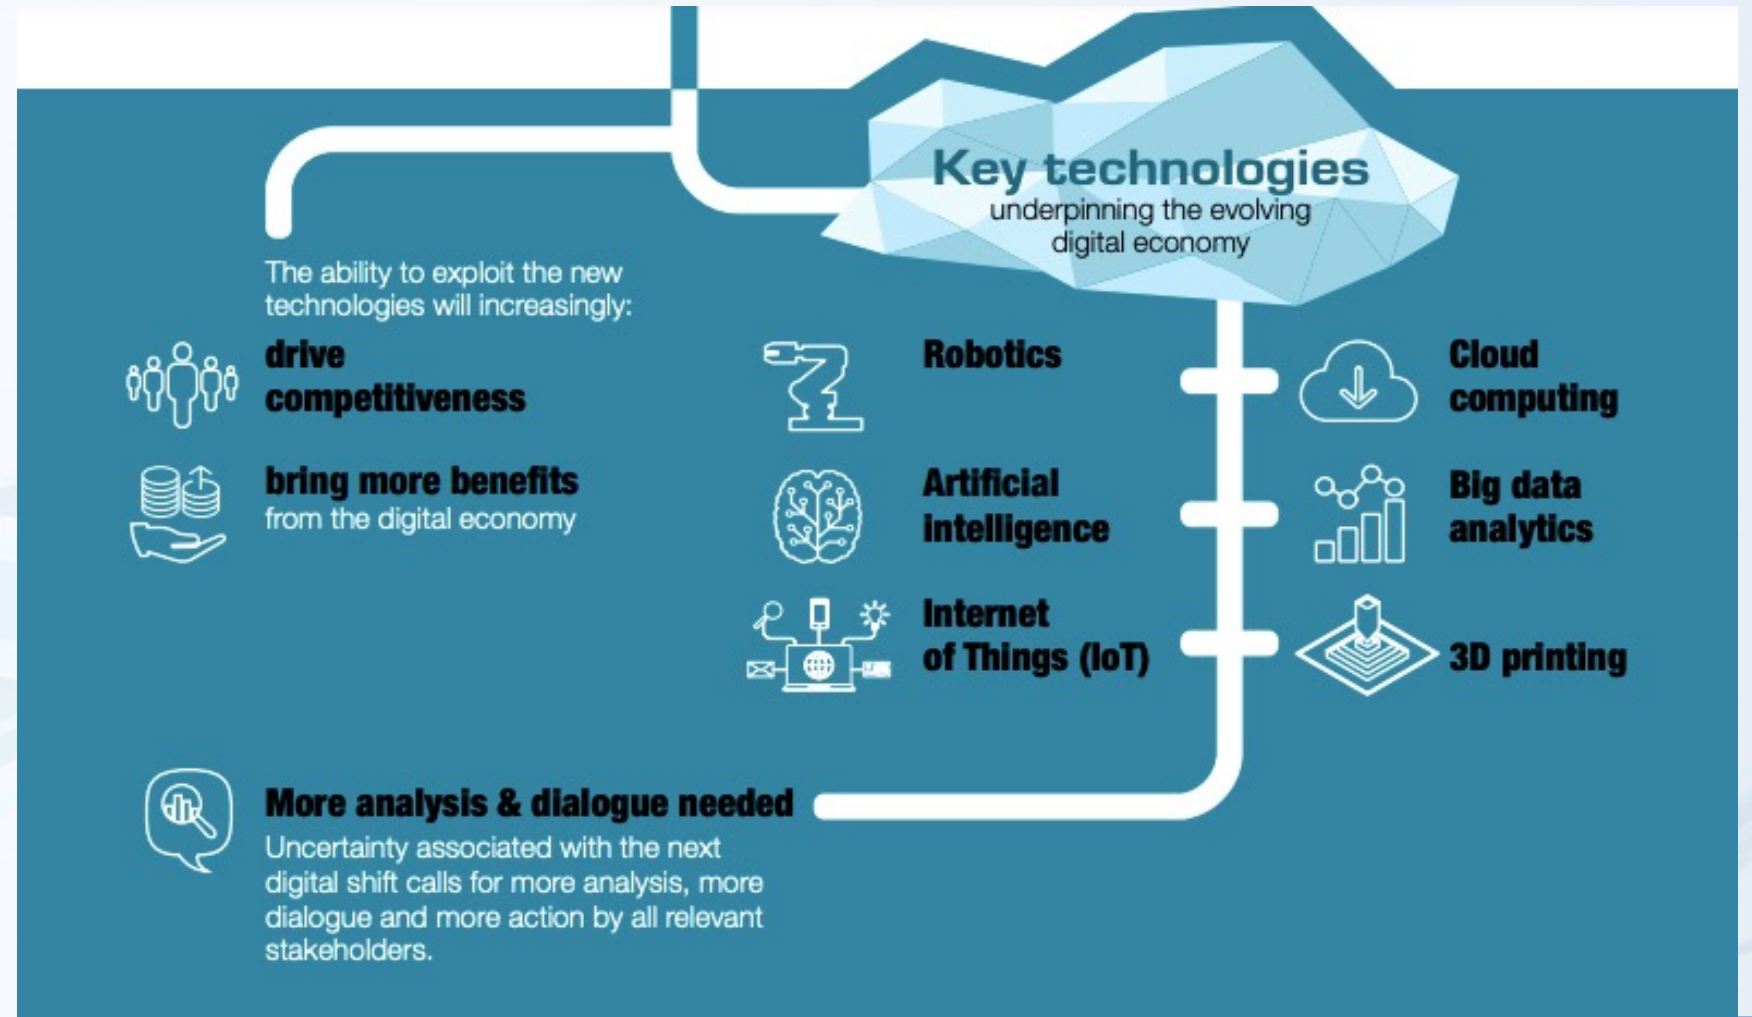 Key technologies
underpinning the evolving
digital economy
The ability to exploit the new
technologies will increasingly:
drive
competitiveness
bring more benefits
from the digital economy
Robotics
Artificial
intelligence
Internet
of Things (IoT)
Cloud
computing
Big data
analytics
3D printing
More analysis & dialogue needed
Uncertainty associated with the next
digital shift calls for more analysis, more
dialogue and more action by all relevant
stakeholders.